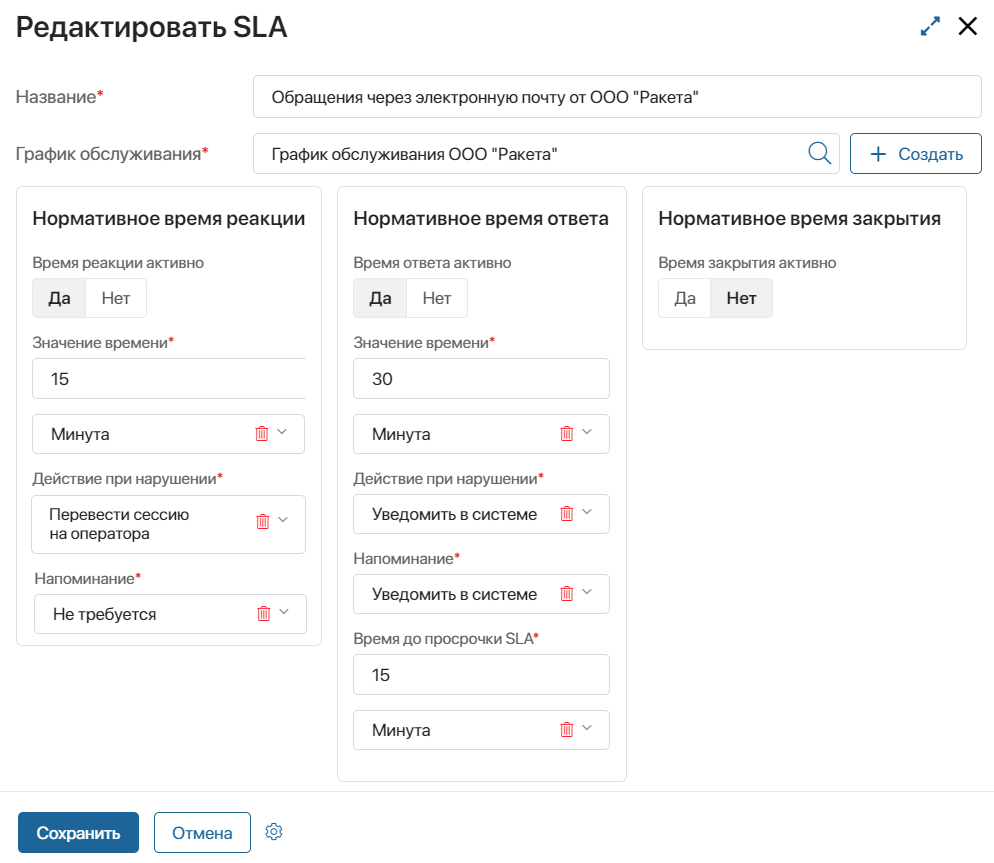 Редактировать SLA
Название*
Обращения через электронную почту от ООО "Ракета"
График обслуживания*
График обслуживания ООО "Ракета"
Создать
Нормативное время реакции
Время реакции активно
Да Нет
Значение времени*
15
Минута
Действие при нарушении*
Перевести сессию
на оператора
Напоминание*
Не требуется
Нормативное время ответа
Время ответа активно
Да Нет
Значение времени*
30
Минута
Действие при нарушении*
Уведомить в системе
Напоминание*
Уведомить в системе
Время до просрочки SLA*
15
Минута
Нормативное время закрытия
Время закрытия активно
Да Нет
Сохранить
Отмена